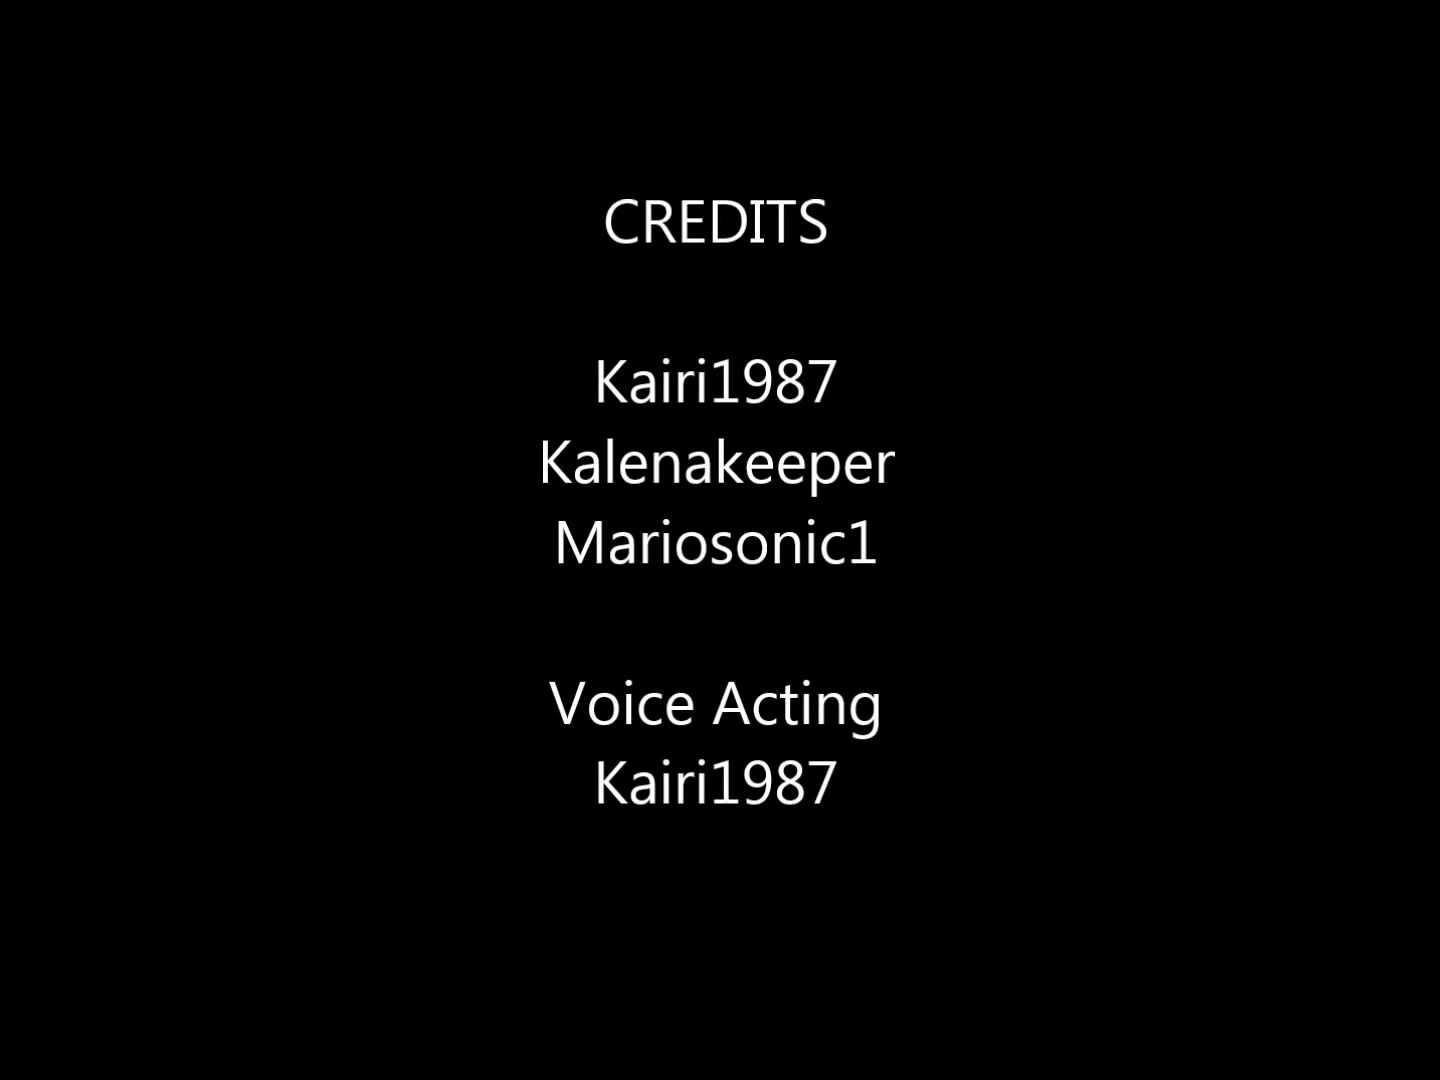 CREDITS
Kairi1987
Kalenakeeper
Mariosonic1
Voice Acting
Kairi1987